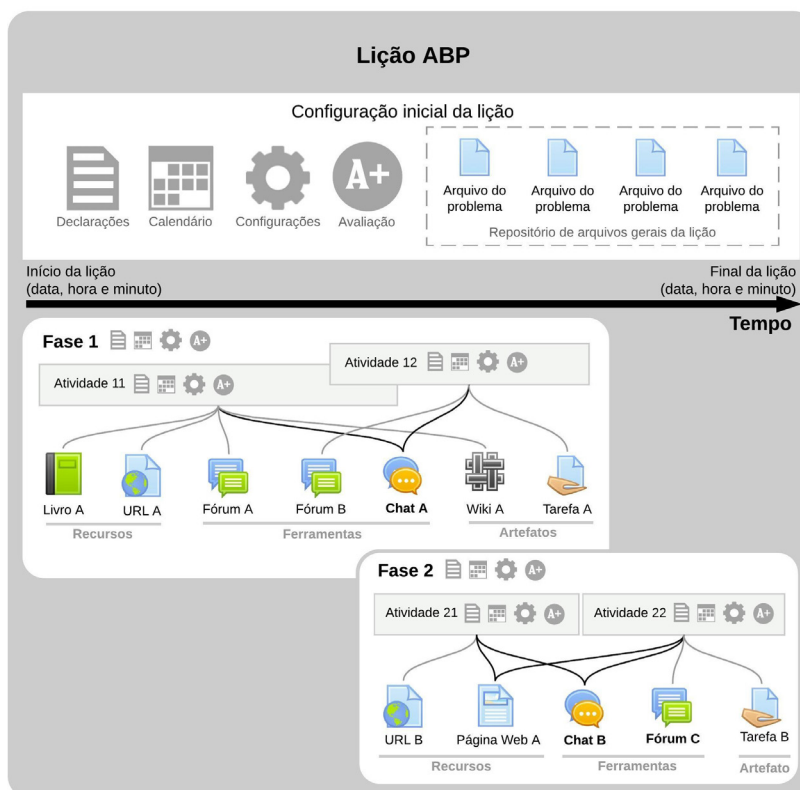 Lição ABP
Configuração inicial da lição
A+
Declarações
Calendário
Configurações
Avaliação
Arquivo do
problema
Arquivo do
problema
Arquivo do
problema
Arquivo do
problema
Repositório de arquivos gerais da lição
Início da lição
(data, hora e minuto)
Final da lição
(data, hora e minuto)
Tempo
Fase 1
A+
Atividade 11
A+
Atividade 12
A+
Livro A
URL A
Fórum A
Fórum B
Chat A
Wiki A
Tarefa A
Recursos
Ferramentas
Artefatos
Fase 2
A+
Atividade 21
A+
Atividade 22
A+
URL B
Página Web A
Chat B
Fórum C
Tarefa B
Recursos
Ferramentas
Artefato